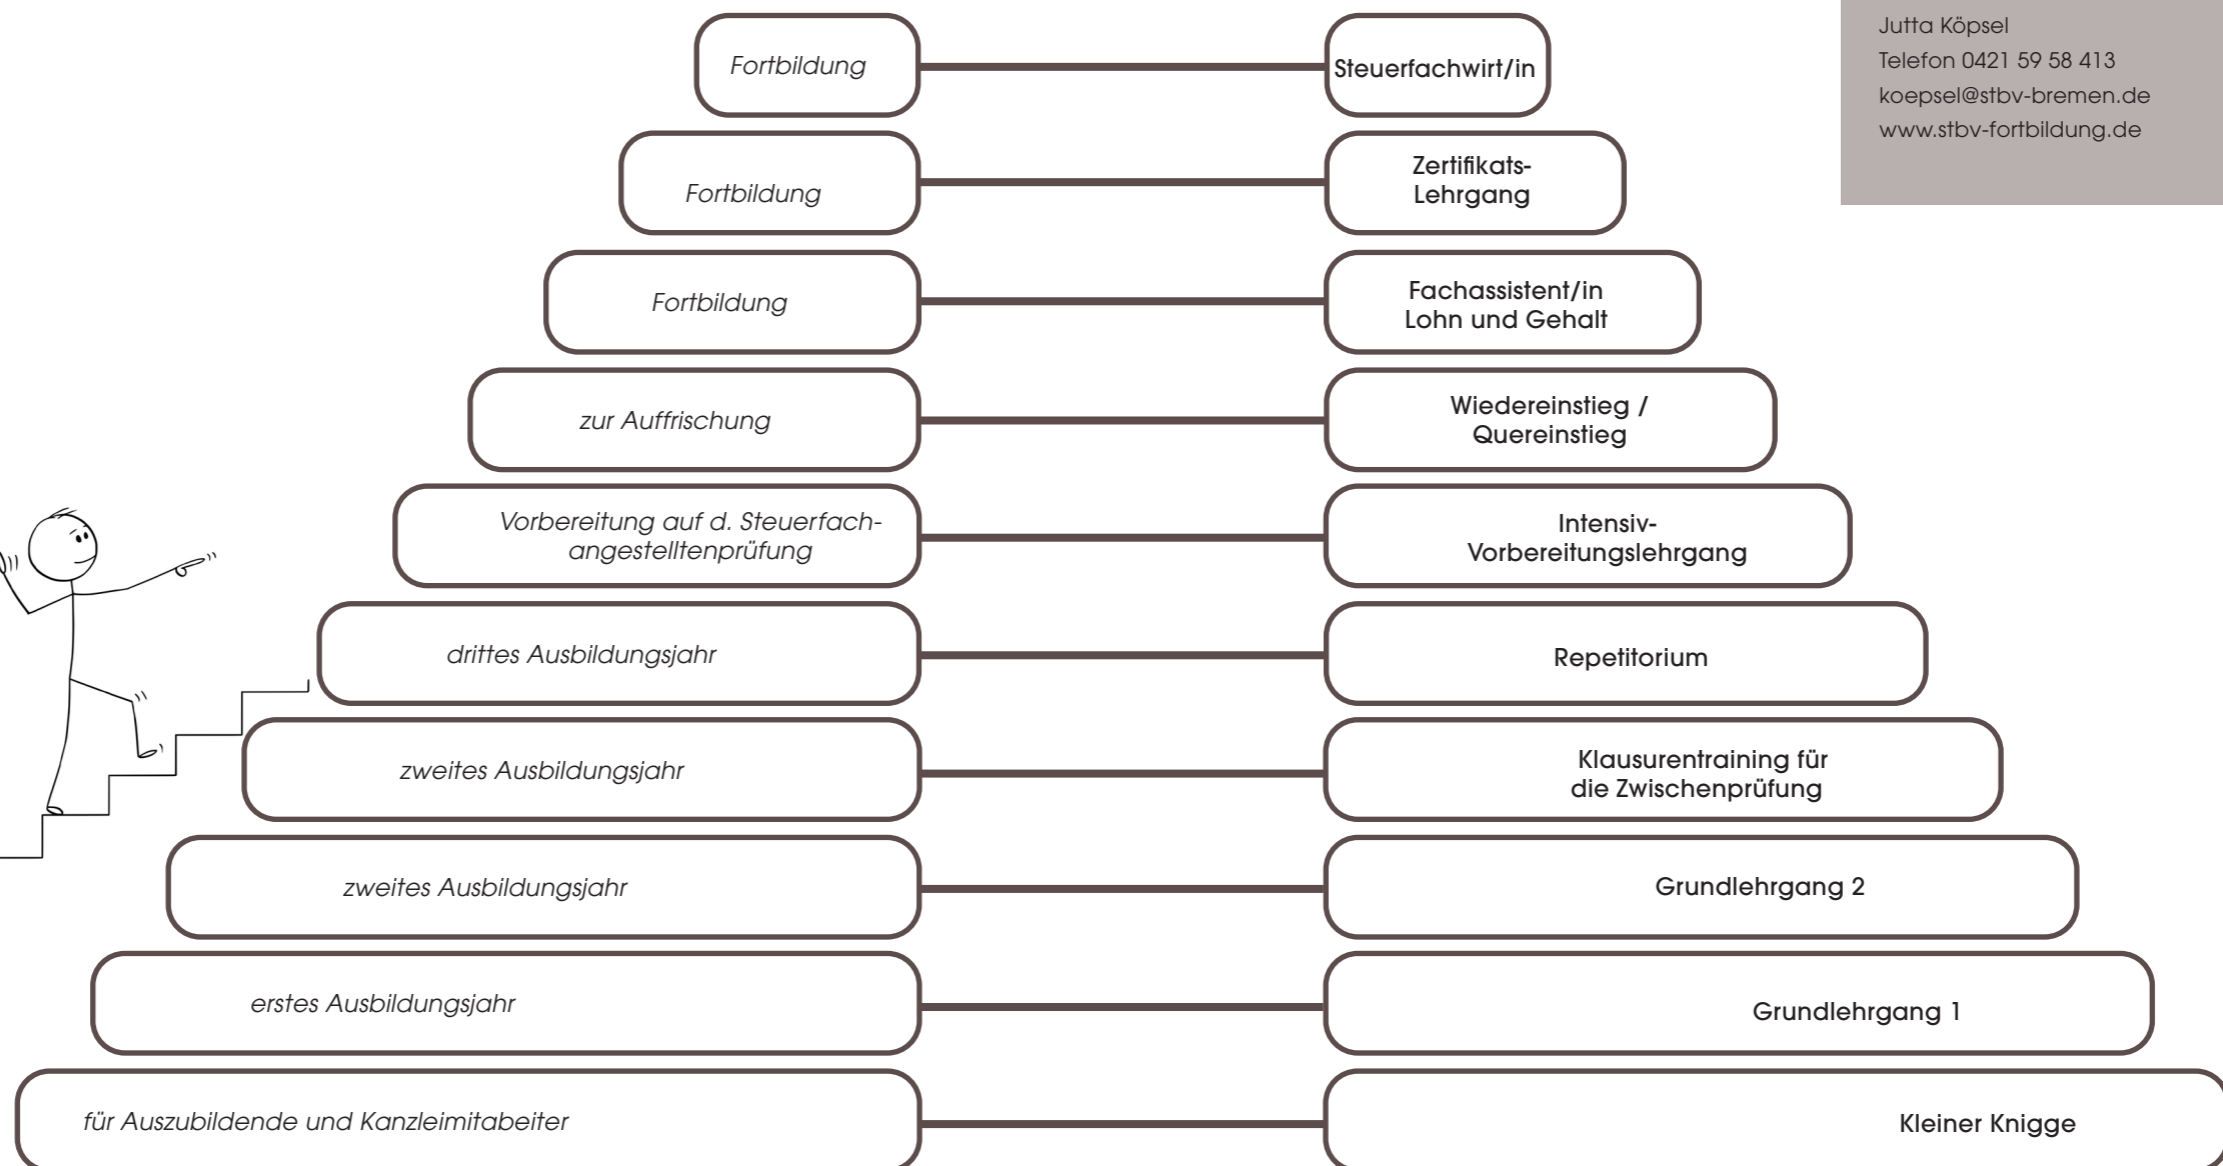 Jutta Köpsel
Telefon 0421 59 58 413
koepsel@stbv-bremen.de
www.stbv-fortbildung.de
Fortbildung
Steuerfachwirt/in
Fortbildung
Zertifikats-
Lehrgang
Fortbildung
Fachassistent/in
Lohn und Gehalt
zur Auffrischung
Wiedereinstieg /
Quereinstieg
Vorbereitung auf d. Steuerfach-
angestelltenprüfung
Intensiv-
Vorbereitungslehrgang
drittes Ausbildungsjahr
Repetitorium
zweites Ausbildungsjahr
Klausurentraining für
die Zwischenprüfung
zweites Ausbildungsjahr
Grundlehrgang 2
erstes Ausbildungsjahr
Grundlehrgang 1
für Auszubildende und Kanzleimitabeiter
Kleiner Knigge